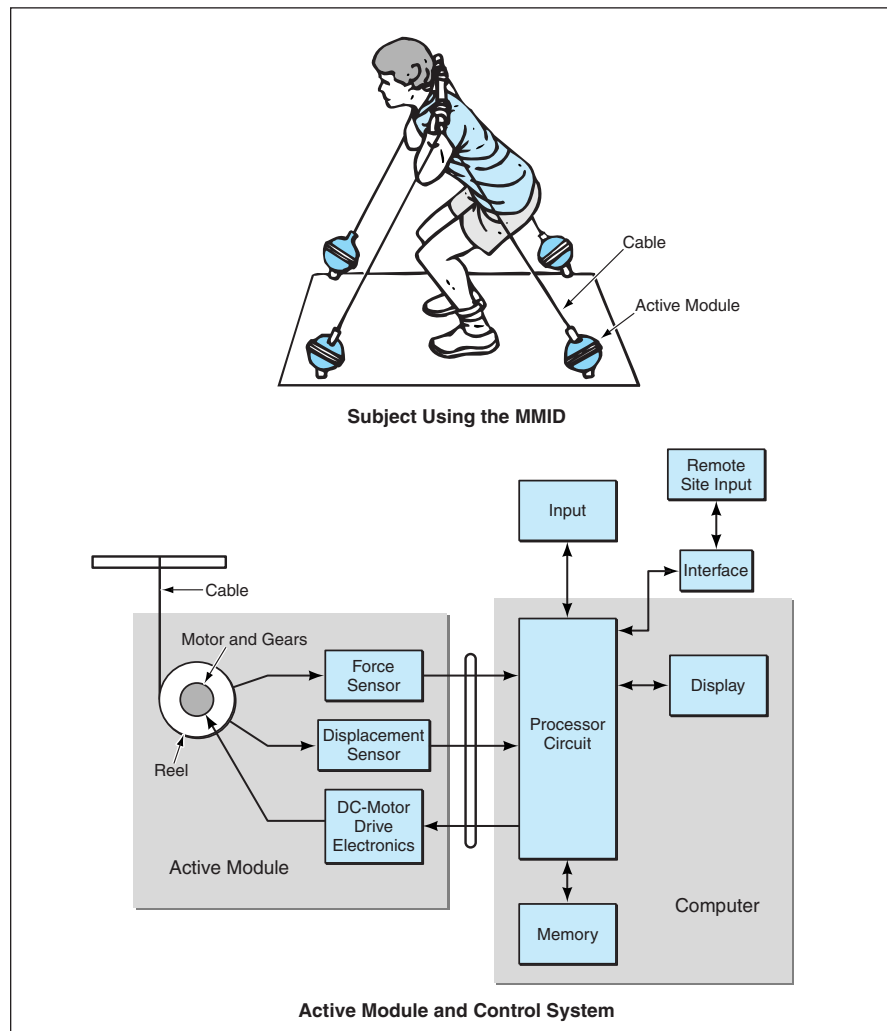 Cable
Active Module
Subject Using the MMID
Remote
Site Input
Input
Interface
Cable
Motor and Gears
Force
Sensor
Display
Displacement
Sensor
Processor
Circuit
Reel
DC-Motor
Drive
Electronics
Active Module
Computer
Memory
Active Module and Control System